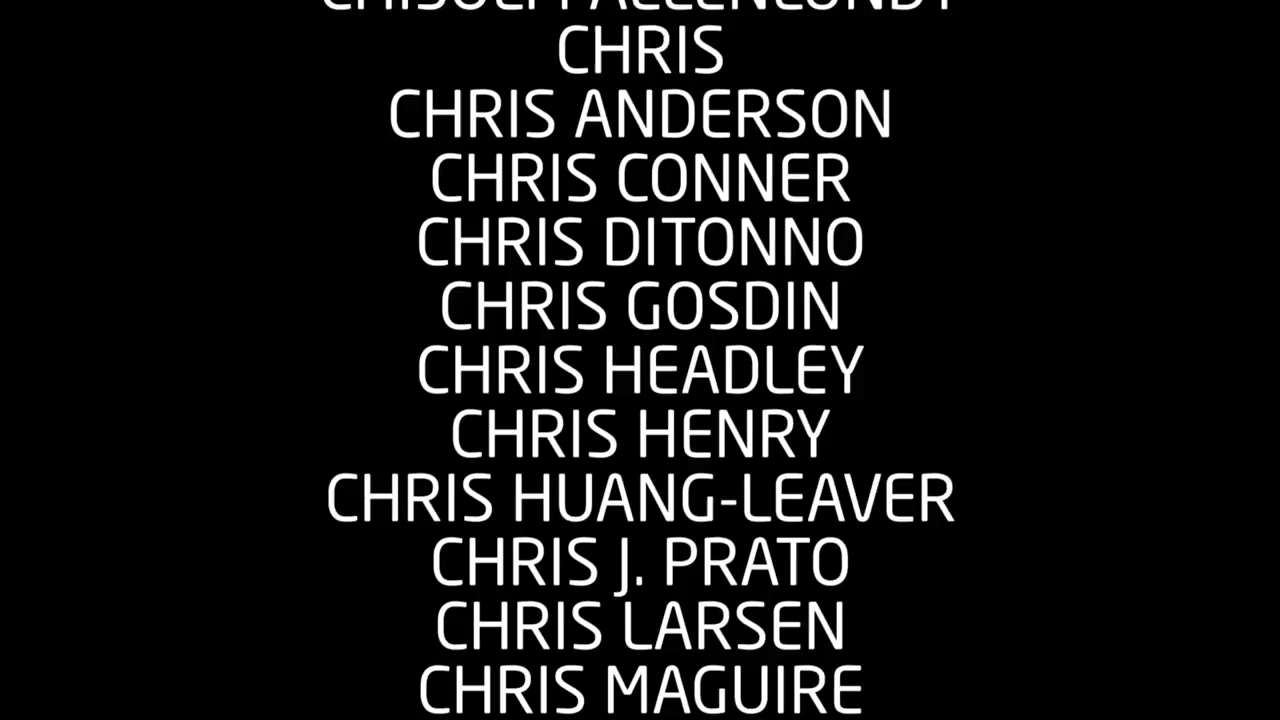 CHRIS
CHRIS ANDERSON
CHRIS CONNER
CHRIS DITONNO
CHRIS GOSDIN
CHRIS HEADLEY
CHRIS HENRY
CHRIS HUANG-LEAVER
CHRIS J. PRATO
CHRIS LARSEN
CHRIS MAGUIRE